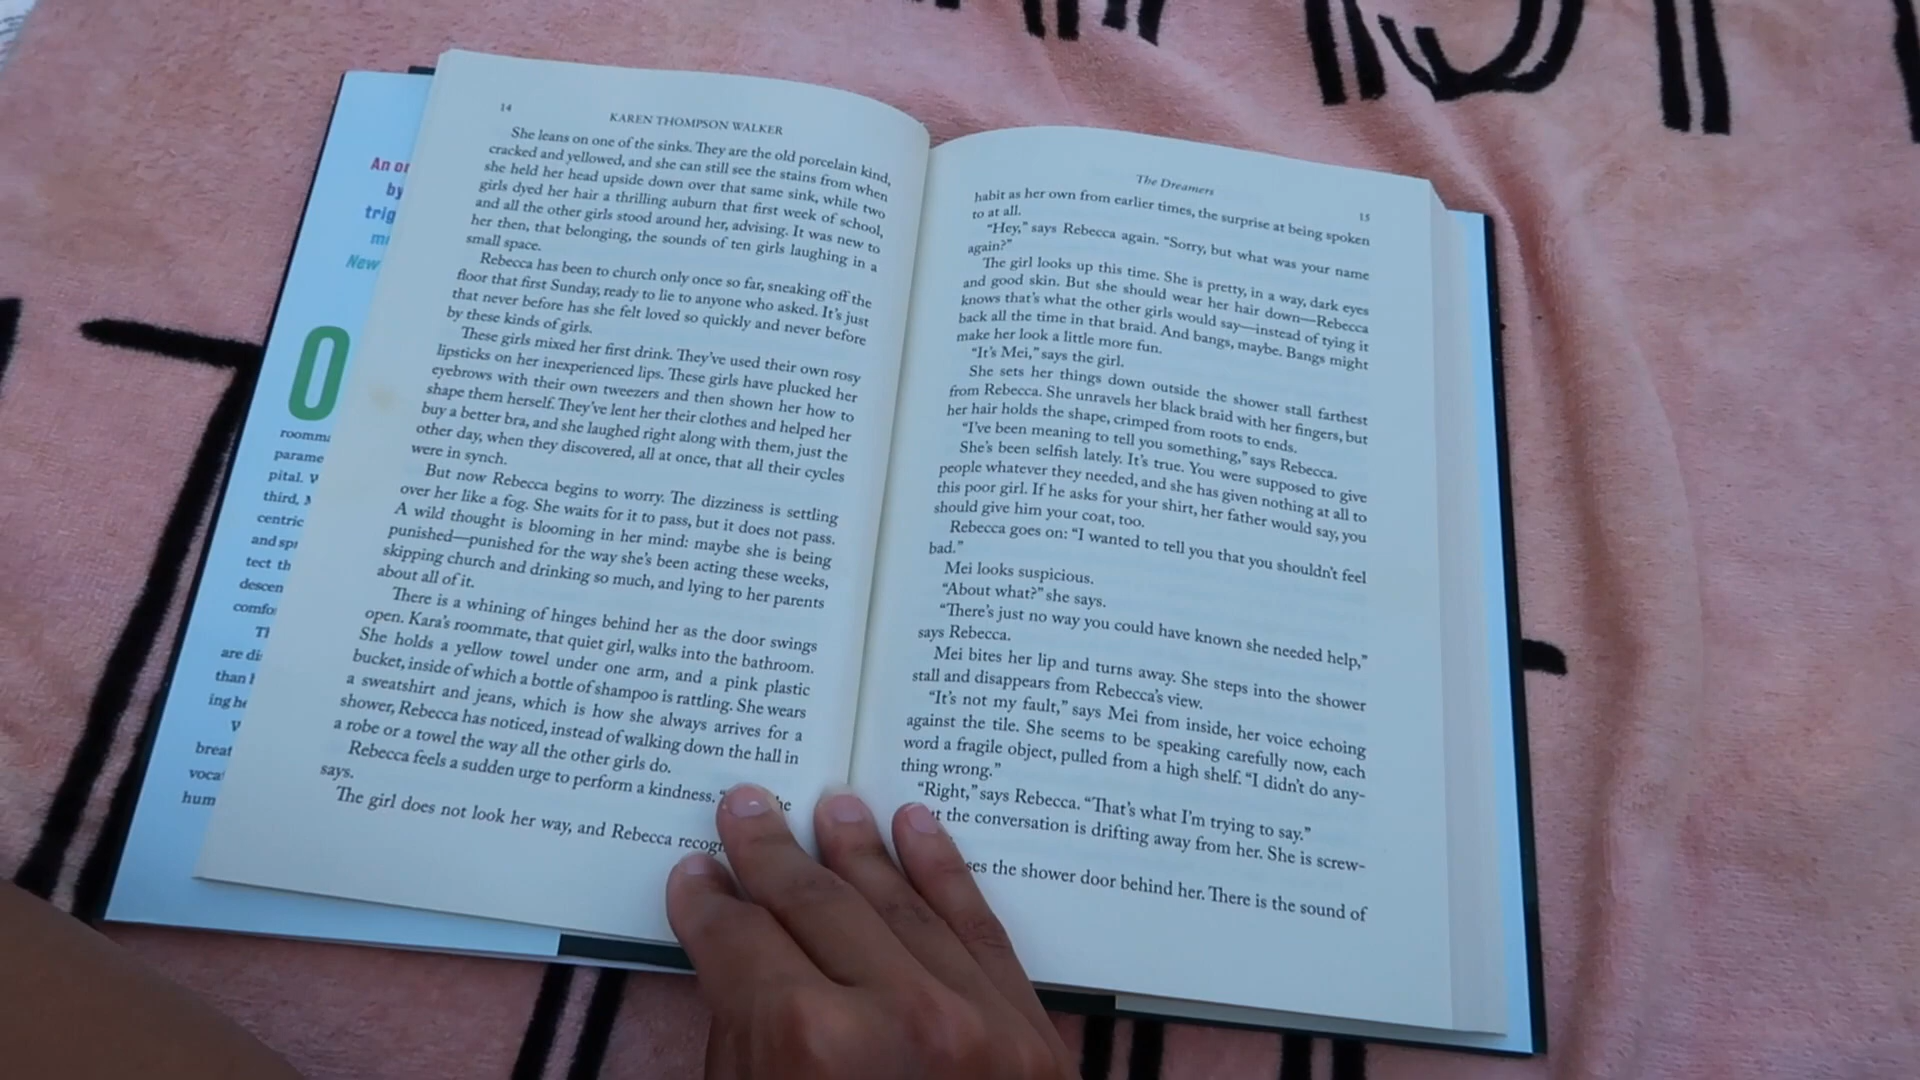 An or
by
trig
mi
New
O
roomma
parame
pital. W
third, M
centric
and spr
tect th
descen
comfo
Th
are di
than h
ing he
W
breat
voca
hum
14
KAREN THOMPSON WALKER
She leans on one of the sinks. They are the old porcelain kind,
cracked and yellowed, and she can still see the stains from when
she held her head upside down over that same sink, while two
girls dyed her hair a thrilling auburn that first week of school,
and all the other girls stood around her, advising. It was new to
her then, that belonging, the sounds of ten girls laughing in a
small space.
Rebecca has been to church only once so far, sneaking off the
floor that first Sunday, ready to lie to anyone who asked. It's just
that never before has she felt loved so quickly and never before
by these kinds of girls.
These girls mixed her first drink. They've used their own rosy
lipsticks on her inexperienced lips. These girls have plucked her
eyebrows with their own tweezers and then shown her how to
shape them herself. They've lent her their clothes and helped her
buy a better bra, and she laughed right along with them, just the
other day, when they discovered, all at once, that all their cycles
were in synch.
But now Rebecca begins to worry. The dizziness is settling
over her like a fog. She waits for it to pass, but it does not pass.
A wild thought is blooming in her mind: maybe she is being
punished—punished for the way she's been acting these weeks,
skipping church and drinking so much, and lying to her parents
about all of it.
There is a whining of hinges behind her as the door swings
open. Kara's roommate, that quiet girl, walks into the bathroom.
She holds a yellow towel under one arm, and a pink plastic
bucket, inside of which a bottle of shampoo is rattling. She wears
a sweatshirt and jeans, which is how she always arrives for a
shower, Rebecca has noticed, instead of walking down the hall in
a robe or a towel the way all the other girls do.
Rebecca feels a sudden urge to perform a kindness. " he
says.
The girl does not look her way, and Rebecca recogn
The Dreamers
15
habit as her own from earlier times, the surprise at being spoken
to at all.
"Hey," says Rebecca again. "Sorry, but what was your name
again?"
The girl looks up this time. She is pretty, in a way, dark eyes
and good skin. But she should wear her hair down—Rebecca
knows that's what the other girls would say—instead of tying it
back all the time in that braid. And bangs, maybe. Bangs might
make her look a little more fun.
"It's Mei," says the girl.
She sets her things down outside the shower stall farthest
from Rebecca. She unravels her black braid with her fingers, but
her hair holds the shape, crimped from roots to ends.
"I've been meaning to tell you something," says Rebecca.
She's been selfish lately. It's true. You were supposed to give
people whatever they needed, and she has given nothing at all to
this poor girl. If he asks for your shirt, her father would say, you
should give him your coat, too.
Rebecca goes on: "I wanted to tell you that you shouldn't feel
bad."
Mei looks suspicious.
"About what?" she says.
"There's just no way you could have known she needed help,"
says Rebecca.
Mei bites her lip and turns away. She steps into the shower
stall and disappears from Rebecca's view.
"It's not my fault," says Mei from inside, her voice echoing
against the tile. She seems to be speaking carefully now, each
word a fragile object, pulled from a high shelf. "I didn't do any-
thing wrong."
"Right," says Rebecca. "That's what I'm trying to say."
t the conversation is drifting away from her. She is screw-
ses the shower door behind her. There is the sound of